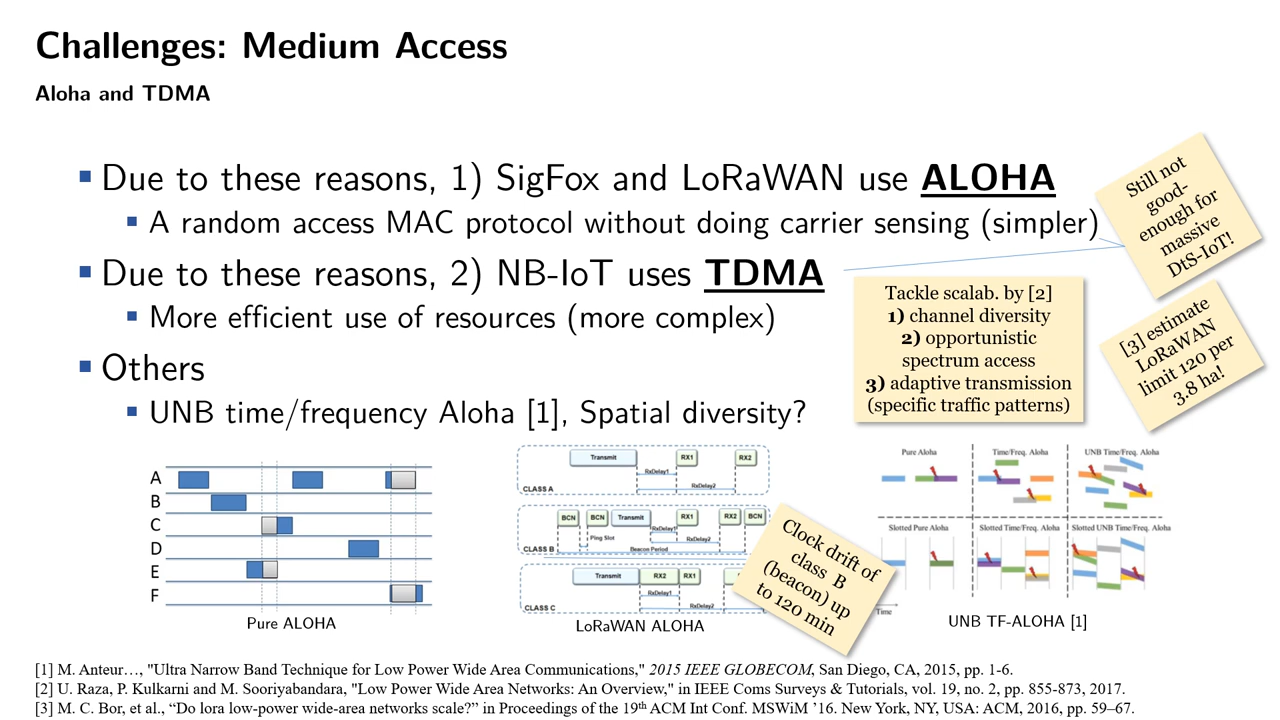 Challenges: Medium Access
Aloha and TDMA
Due to these reasons, 1) SigFox and LoRaWAN use ALOHA
A random access MAC protocol without doing carrier sensing (simpler)
Due to these reasons, 2) NB-IoT uses TDMA
More efficient use of resources (more complex)
Others
UNB time/frequency Aloha [1], Spatial diversity?
Still not
good-
enough for
massive
DtS-IoT!
Tackle scalab. by [2]
1) channel diversity
2) opportunistic
spectrum access
3) adaptive transmission
(specific traffic patterns)
[3] estimate
LoRaWAN
limit 120 per
3.8 ha!
A
B
C
D
E
F
Pure ALOHA
Transmit RX1 RX2
RxDelay1
RxDelay2
CLASS A
BCN BCN Transmit RX1 RX2 BCN
RxDelay1
Ping Slot RxDelay2
CLASS B Beacon Period
Transmit RX2 RX1
RxDelay1
CLASS C RxDelay2
LoRaWAN ALOHA
Clock drift of
class B
(beacon) up
to 120 min
Pure Aloha Time/Freq. Aloha UNB Time/Freq. Aloha
Slotted Pure Aloha Slotted Time/Freq. Aloha Slotted UNB Time/Freq. Aloha
Time
UNB TF-ALOHA [1]
[1] M. Anteur…, "Ultra Narrow Band Technique for Low Power Wide Area Communications," 2015 IEEE GLOBECOM, San Diego, CA, 2015, pp. 1-6.
[2] U. Raza, P. Kulkarni and M. Sooriyabandara, "Low Power Wide Area Networks: An Overview," in IEEE Coms Surveys & Tutorials, vol. 19, no. 2, pp. 855-873, 2017.
[3] M. C. Bor, et al., “Do lora low-power wide-area networks scale?” in Proceedings of the 19th ACM Int Conf. MSWiM ’16. New York, NY, USA: ACM, 2016, pp. 59–67.